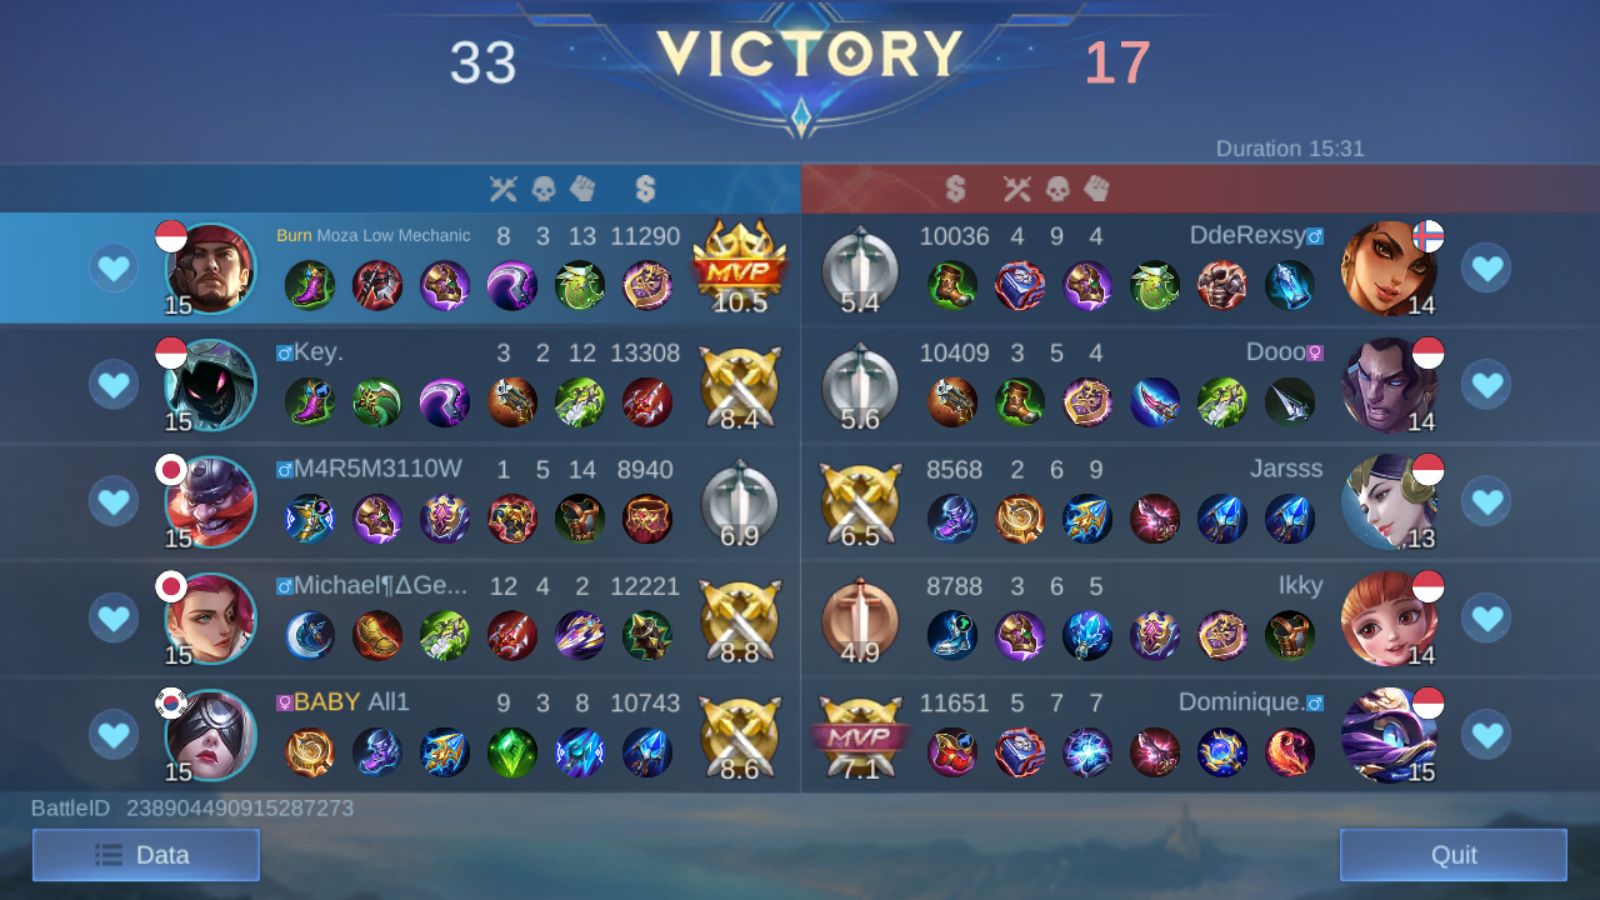 33 VICTORY 17
Duration 15:31
Burn Moza Low Mechanic 8 3 13 11290 MVP 10.5 15
5.4 10036 4 9 4 DdeRexsy 14
Key. 3 2 12 13308 8.4 15
5.6 10409 3 5 4 Dooo 14
M4R5M3110W 1 5 14 8940 6.9 15
6.5 8568 2 6 9 Jarsss 13
Michael¶ΔGe... 12 4 2 12221 8.8 15
4.9 8788 3 6 5 Ikky 14
BABY All1 9 3 8 10743 8.6 15
MVP 7.1 11651 5 7 7 Dominique. 15
BattleID 238904490915287273
Data
Quit